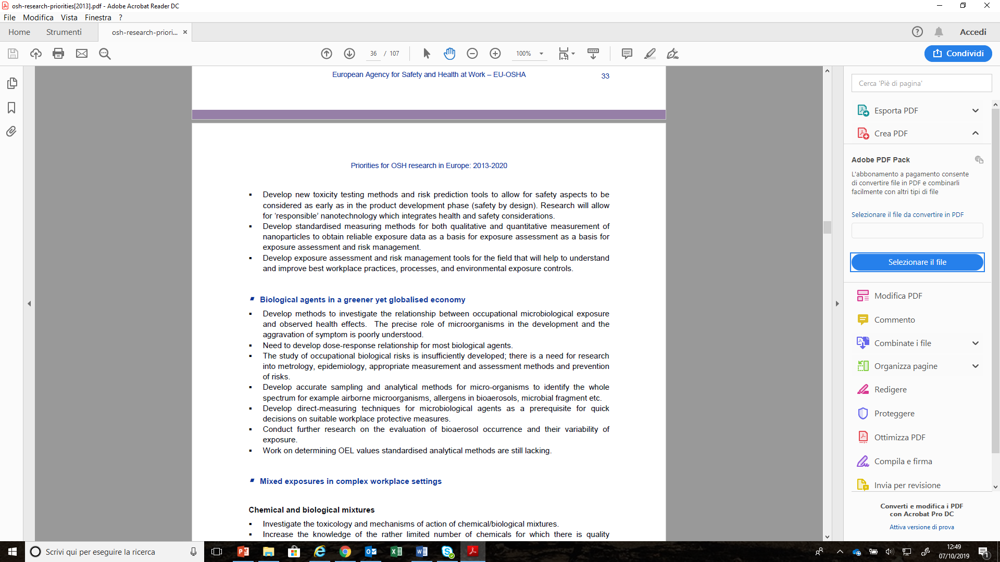 osh-research-priorities[2013].pdf - Adobe Acrobat Reader DC
File Modifica Vista Finestra ?
Home Strumenti osh-research-priori... × Accedi
36 / 107 100% Condividi
European Agency for Safety and Health at Work – EU-OSHA 33
Priorities for OSH research in Europe: 2013-2020
▪ Develop new toxicity testing methods and risk prediction tools to allow for safety aspects to be
considered as early as in the product development phase (safety by design). Research will allow
for ‘responsible’ nanotechnology which integrates health and safety considerations.
▪ Develop standardised measuring methods for both qualitative and quantitative measurement of
nanoparticles to obtain reliable exposure data as a basis for exposure assessment as a basis for
exposure assessment and risk management.
▪ Develop exposure assessment and risk management tools for the field that will help to understand
and improve best workplace practices, processes, and environmental exposure controls.
Biological agents in a greener yet globalised economy
▪ Develop methods to investigate the relationship between occupational microbiological exposure
and observed health effects. The precise role of microorganisms in the development and the
aggravation of symptom is poorly understood.
▪ Need to develop dose-response relationship for most biological agents.
▪ The study of occupational biological risks is insufficiently developed; there is a need for research
into metrology, epidemiology, appropriate measurement and assessment methods and prevention
of risks.
▪ Develop accurate sampling and analytical methods for micro-organisms to identify the whole
spectrum for example airborne microorganisms, allergens in bioaerosols, microbial fragment etc.
▪ Develop direct-measuring techniques for microbiological agents as a prerequisite for quick
decisions on suitable workplace protective measures.
▪ Conduct further research on the evaluation of bioaerosol occurrence and their variability of
exposure.
▪ Work on determining OEL values standardised analytical methods are still lacking.
Mixed exposures in complex workplace settings
Chemical and biological mixtures
▪ Investigate the toxicology and mechanisms of action of chemical/biological mixtures.
▪ Increase the knowledge of the rather limited number of chemicals for which there is quality
Cerca 'Piè di pagina'
Esporta PDF
Crea PDF
Adobe PDF Pack
L'abbonamento a pagamento consente
di convertire file in PDF e combinarli
facilmente con altri tipi di file
Selezionare il file da convertire in PDF
Selezionare il file
Modifica PDF
Commento
Combinate i file
Organizza pagine
Redigere
Proteggere
Ottimizza PDF
Compila e firma
Invia per revisione
Converti e modifica i PDF
con Acrobat Pro DC
Attiva versione di prova
Scrivi qui per eseguire la ricerca
12:49
07/10/2019
1